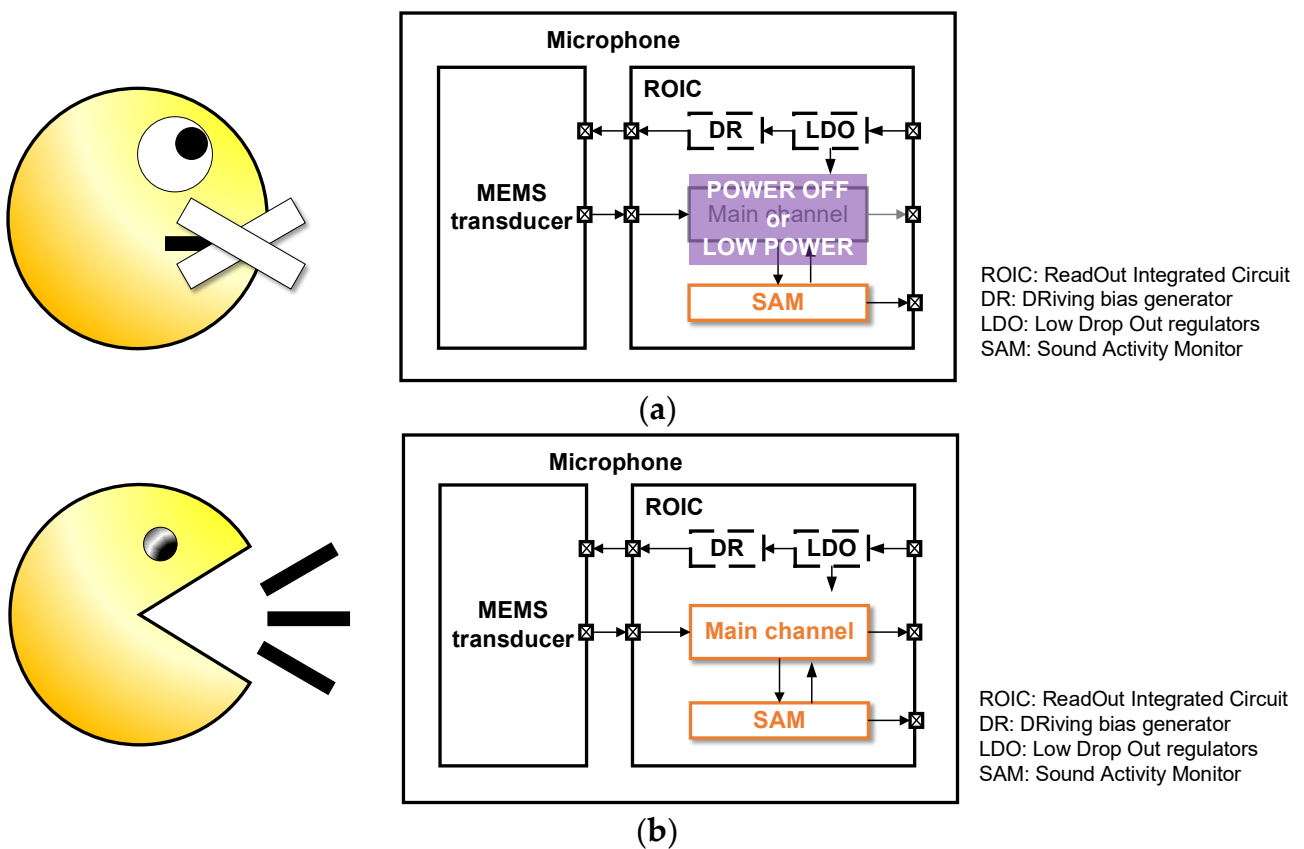 Microphone
ROIC
DR
LDO
MEMS
transducer
POWER OFF
Main channel
or
LOW POWER
SAM
ROIC: ReadOut Integrated Circuit
DR: DRiving bias generator
LDO: Low Drop Out regulators
SAM: Sound Activity Monitor
(a)
Microphone
ROIC
DR
LDO
MEMS
transducer
Main channel
SAM
ROIC: ReadOut Integrated Circuit
DR: DRiving bias generator
LDO: Low Drop Out regulators
SAM: Sound Activity Monitor
(b)